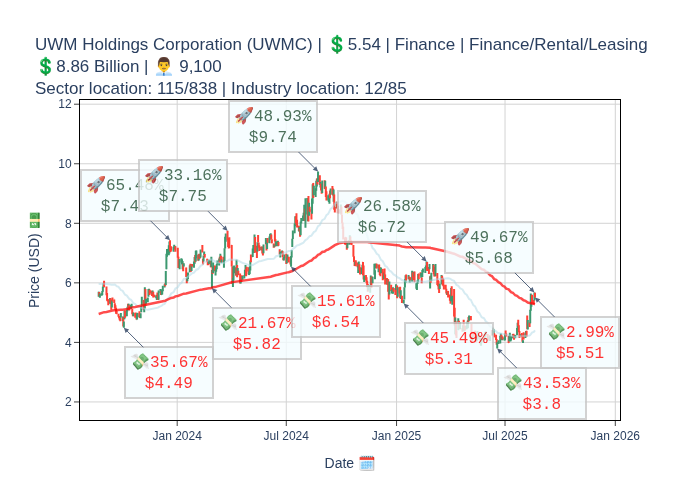 UWM Holdings Corporation (UWMC) | 💲5.54 | Finance | Finance/Rental/Leasing
💲8.86 Billion | 👨‍💼 9,100
Sector location: 115/838 | Industry location: 12/85
12
10
8
6
4
2
Price (USD) 💵
🚀48.93%
$9.74
🚀33.16%
$7.75
🚀
🚀26.58%
$6.72
🚀49.67%
$5.68
💸15.61%
$6.54
💸21.67%
$5.82
💸2.99%
$5.51
💸45.49%
$5.31
💸35.67%
$4.49
💸43.53%
$3.8
Jan 2024
Jul 2024
Jan 2025
Jul 2025
Jan 2026
Date 🗓️